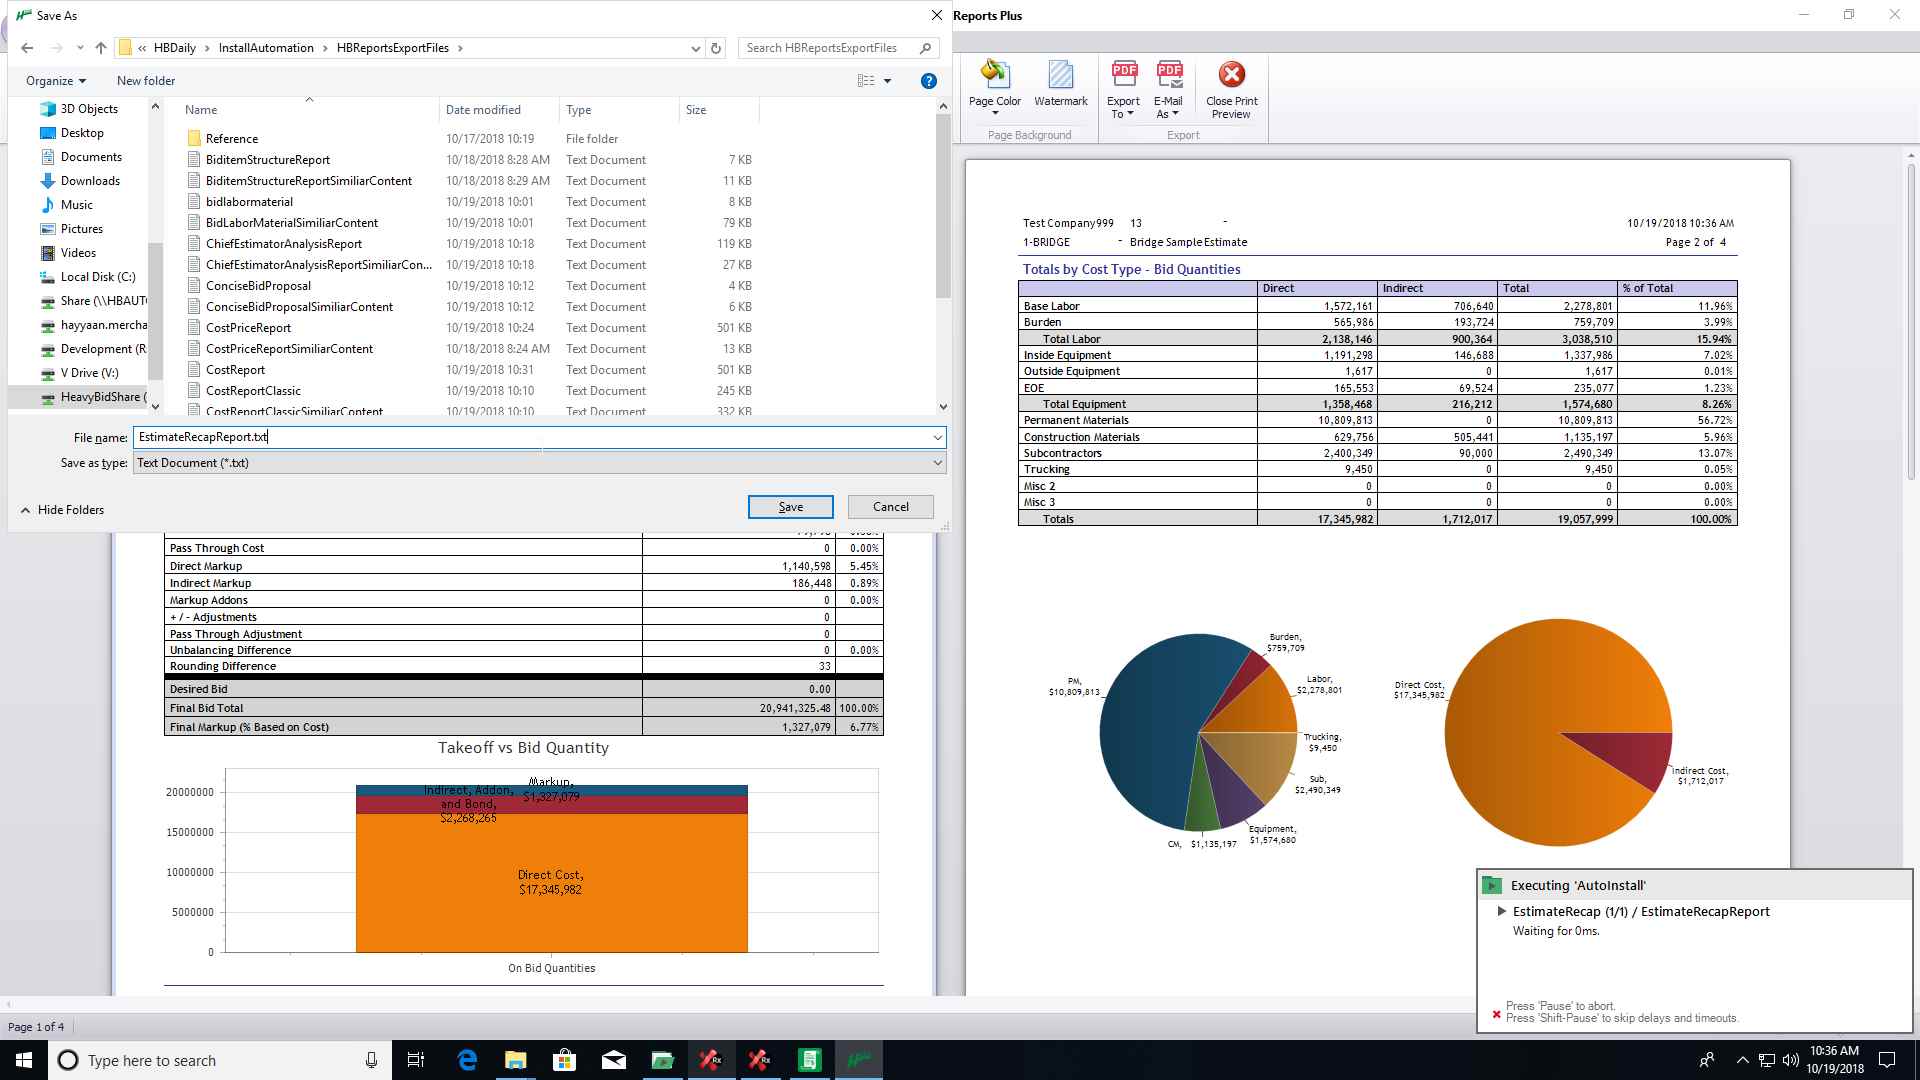 Save As
Reports Plus
« HBDaily > InstallAutomation > HBReportsExportFiles >
Search HBReportsExportFiles
Organize
New folder
3D Objects
Desktop
Documents
Downloads
Music
Pictures
Videos
Local Disk (C:)
Share (\\HBAUT
hayyaan.mercha
Development (R
V Drive (V:)
HeavyBidShare (
Name Date modified Type Size
Reference 10/17/2018 10:19 File folder
BiditemStructureReport 10/18/2018 8:28 AM Text Document 7 KB
BiditemStructureReportSimiliarContent 10/18/2018 8:29 AM Text Document 11 KB
bidlabormaterial 10/19/2018 10:01 Text Document 8 KB
BidLaborMaterialSimiliarContent 10/19/2018 10:01 Text Document 79 KB
ChiefEstimatorAnalysisReport 10/19/2018 10:18 Text Document 119 KB
ChiefEstimatorAnalysisReportSimiliarCon... 10/19/2018 10:18 Text Document 27 KB
ConciseBidProposal 10/19/2018 10:12 Text Document 4 KB
ConciseBidProposalSimiliarContent 10/19/2018 10:12 Text Document 6 KB
CostPriceReport 10/19/2018 10:24 Text Document 501 KB
CostPriceReportSimiliarContent 10/18/2018 8:24 AM Text Document 13 KB
CostReport 10/19/2018 10:31 Text Document 501 KB
CostReportClassic 10/19/2018 10:10 Text Document 245 KB
CostReportClassicSimiliarContent 10/19/2018 10:10 Text Document 332 KB
File name: EstimateRecapReport.txt
Save as type: Text Document (*.txt)
Hide Folders
Save
Cancel
Page Color
Watermark
Page Background
PDF
Export To
PDF
E-Mail As
Close Print Preview
Export
Test Company999 13 - 10/19/2018 10:36 AM
1-BRIDGE - Bridge Sample Estimate Page 2 of 4
Totals by Cost Type - Bid Quantities
Direct Indirect Total % of Total
Base Labor 1,572,161 706,640 2,278,801 11.96%
Burden 565,986 193,724 759,709 3.99%
Total Labor 2,138,146 900,364 3,038,510 15.94%
Inside Equipment 1,191,298 146,688 1,337,986 7.02%
Outside Equipment 1,617 0 1,617 0.01%
EOE 165,553 69,524 235,077 1.23%
Total Equipment 1,358,468 216,212 1,574,680 8.26%
Permanent Materials 10,809,813 0 10,809,813 56.72%
Construction Materials 629,756 505,441 1,135,197 5.96%
Subcontractors 2,400,349 90,000 2,490,349 13.07%
Trucking 9,450 0 9,450 0.05%
Misc 2 0 0 0 0.00%
Misc 3 0 0 0 0.00%
Totals 17,345,982 1,712,017 19,057,999 100.00%
Pass Through Cost 0 0.00%
Direct Markup 1,140,598 5.45%
Indirect Markup 186,448 0.89%
Markup Addons 0 0.00%
+ / - Adjustments 0
Pass Through Adjustment 0
Unbalancing Difference 0 0.00%
Rounding Difference 33
Desired Bid 0.00
Final Bid Total 20,941,325.48 100.00%
Final Markup (% Based on Cost) 1,327,079 6.77%
Takeoff vs Bid Quantity
20000000
15000000
10000000
5000000
0
Markup,
$1,327,079
Indirect, Addon,
and Bond,
$2,268,265
Direct Cost,
$17,345,982
On Bid Quantities
Burden,
$759,709
PM,
$10,809,813
Labor,
$2,278,801
Trucking,
$9,450
Sub,
$2,490,349
Equipment,
$1,574,680
CM, $1,135,197
Direct Cost,
$17,345,982
Indirect Cost,
$1,712,017
Executing 'AutoInstall'
EstimateRecap (1/1) / EstimateRecapReport
Waiting for 0ms.
Press 'Pause' to abort.
Press 'Shift-Pause' to skip delays and timeouts.
Page 1 of 4
Type here to search
10:36 AM
10/19/2018